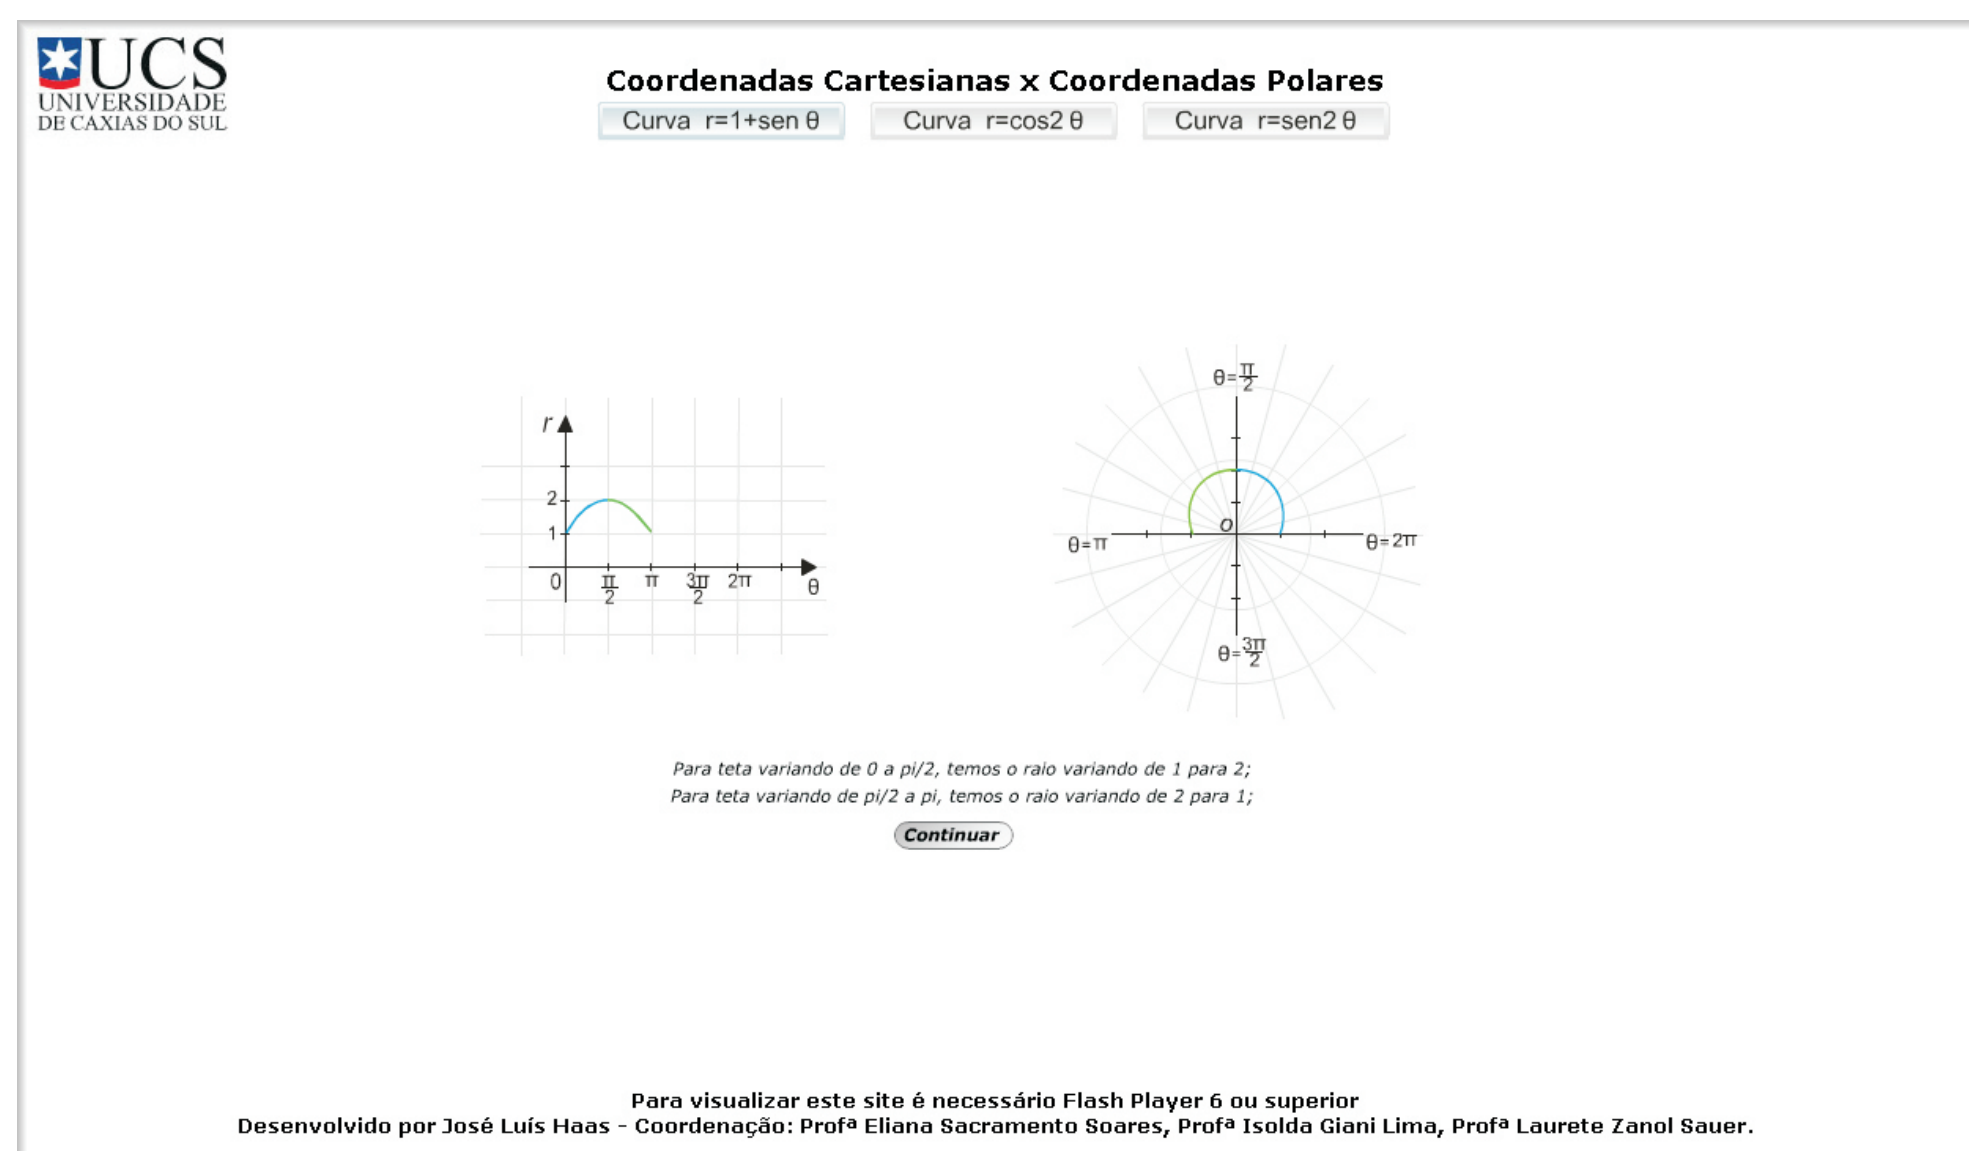 UCS
UNIVERSIDADE
DE CAXIAS DO SUL
Coordenadas Cartesianas x Coordenadas Polares
Curva r=1+sen θ
Curva r=cos2 θ
Curva r=sen2 θ
r
2
1
0
π/2
π
3π/2
2π
θ
θ=π/2
O
θ=π
θ=2π
θ=3π/2
Para teta variando de 0 a pi/2, temos o raio variando de 1 para 2;
Para teta variando de pi/2 a pi, temos o raio variando de 2 para 1;
Continuar
Para visualizar este site é necessário Flash Player 6 ou superior
Desenvolvido por José Luís Haas - Coordenação: Profª Eliana Sacramento Soares, Profª Isolda Giani Lima, Profª Laurete Zanol Sauer.